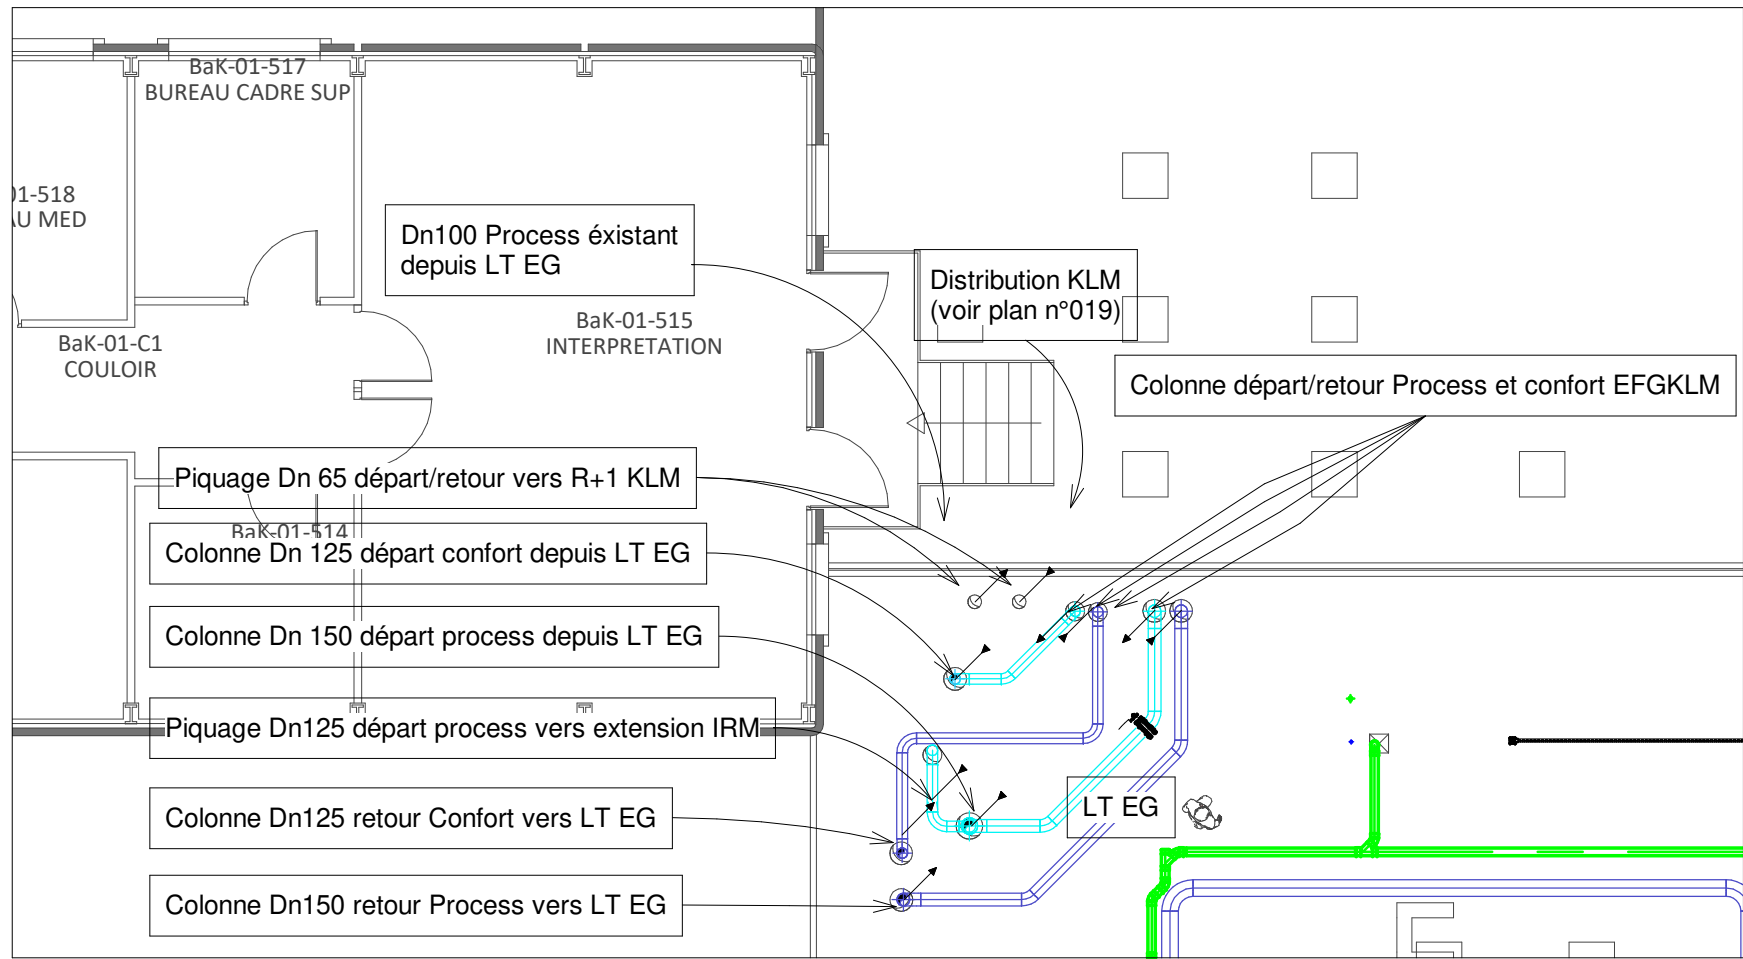 BaK-01-517
BUREAU CADRE SUP
01-518
AU MED
Dn100 Process éxistant
depuis LT EG
Distribution KLM
(voir plan n°019)
BaK-01-515
INTERPRETATION
BaK-01-C1
COULOIR
Colonne départ/retour Process et confort EFGKLM
Piquage Dn 65 départ/retour vers R+1 KLM
BaK-01-514
Colonne Dn 125 départ confort depuis LT EG
Colonne Dn 150 départ process depuis LT EG
Piquage Dn125 départ process vers extension IRM
LT EG
Colonne Dn125 retour Confort vers LT EG
Colonne Dn150 retour Process vers LT EG